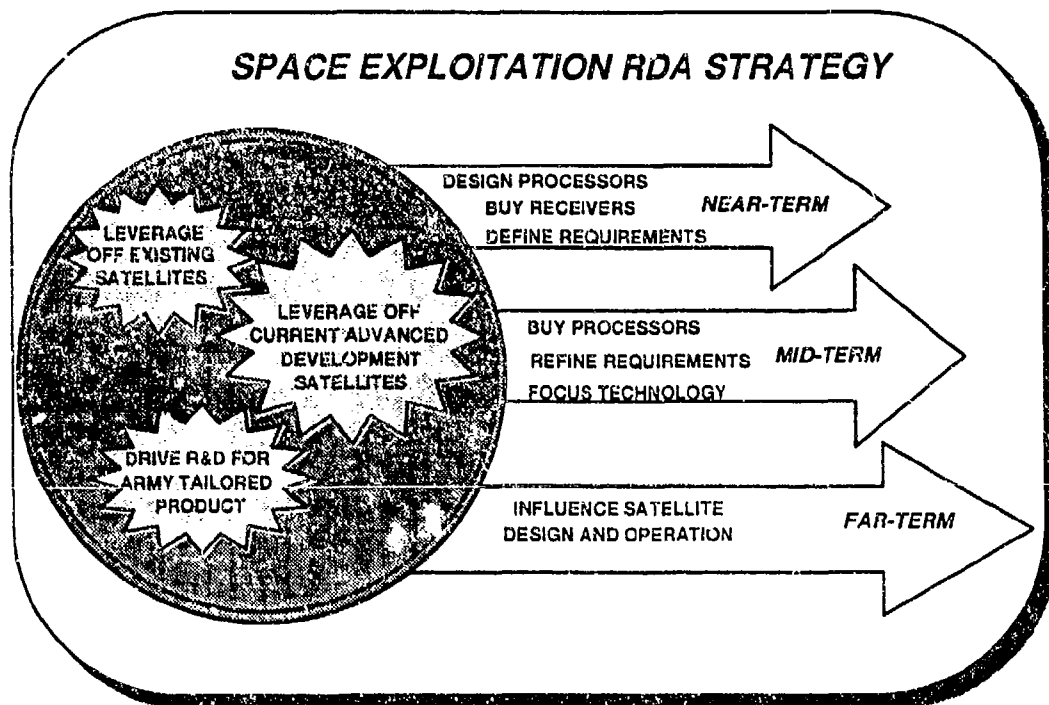 SPACE EXPLOITATION RDA STRATEGY
LEVERAGE
OFF EXISTING
SATELLITES
LEVERAGE OFF
CURRENT ADVANCED
DEVELOPMENT
SATELLITES
DRIVE R&D FOR
ARMY TAILORED
PRODUCT
DESIGN PROCESSORS
BUY RECEIVERS
DEFINE REQUIREMENTS
NEAR-TERM
BUY PROCESSORS
REFINE REQUIREMENTS
FOCUS TECHNOLOGY
MID-TERM
INFLUENCE SATELLITE
DESIGN AND OPERATION
FAR-TERM